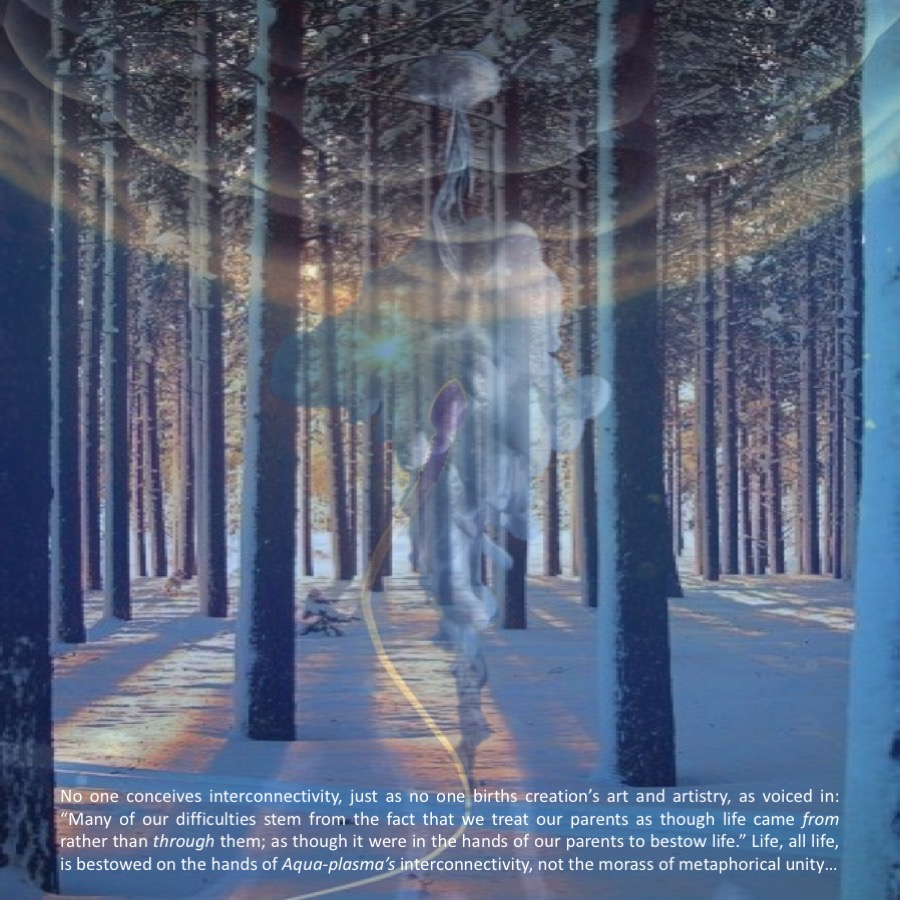 No one conceives interconnectivity, just as no one births creation’s art and artistry, as voiced in:
“Many of our difficulties stem from the fact that we treat our parents as though life came from
rather than through them; as though it were in the hands of our parents to bestow life.” Life, all life,
is bestowed on the hands of Aqua-plasma’s interconnectivity, not the morass of metaphorical unity…